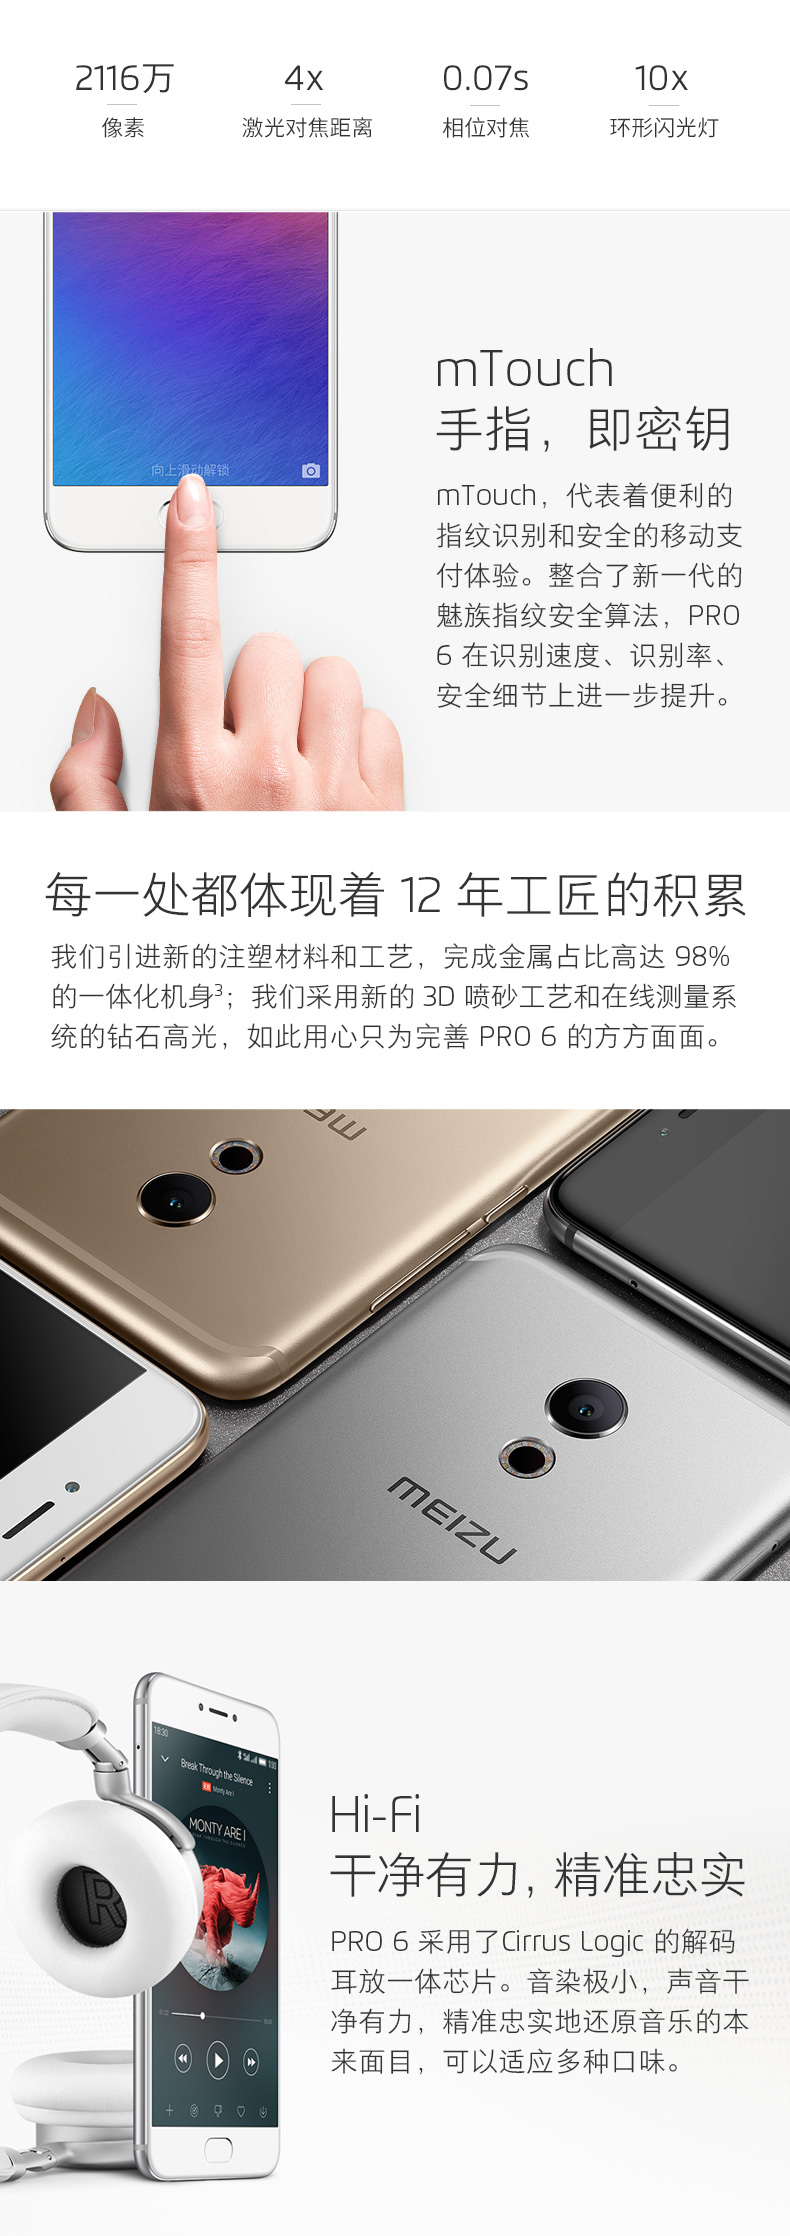 2116万
4x
0.07s
10x
像素
激光对焦距离
相位对焦
环形闪光灯
向上滑动解锁
mTouch
手指，即密钥
mTouch，代表着便利的
指纹识别和安全的移动支
付体验。整合了新一代的
魅族指纹安全算法，PRO
6 在识别速度、识别率、
安全细节上进一步提升。
每一处都体现着 12 年工匠的积累
我们引进新的注塑材料和工艺，完成金属占比高达 98%
的一体化机身3；我们采用新的 3D 喷砂工艺和在线测量系
统的钻石高光，如此用心只为完善 PRO 6 的方方面面。
ME
MEIZU
18:30
100
Break Through the Silence
Monty Are I
MONTY ARE I
R
Hi-Fi
干净有力，精准忠实
PRO 6 采用了Cirrus Logic 的解码
耳放一体芯片。音染极小，声音干
净有力，精准忠实地还原音乐的本
来面目，可以适应多种口味。